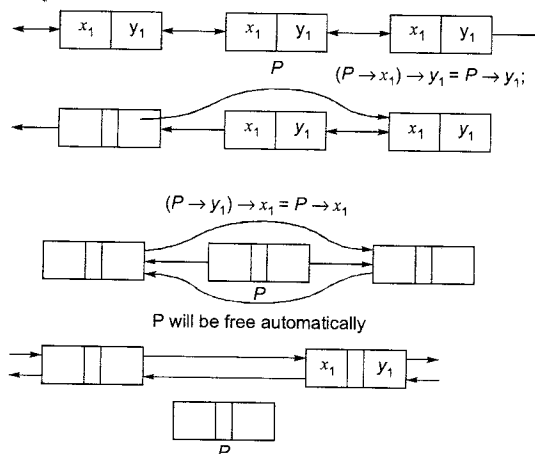 x₁ y₁ x₁ y₁ x₁ y₁
P
(P → x₁) → y₁ = P → y₁;
x₁ y₁ x₁ y₁
(P → y₁) → x₁ = P → x₁
P
P will be free automatically
x₁ y₁
P